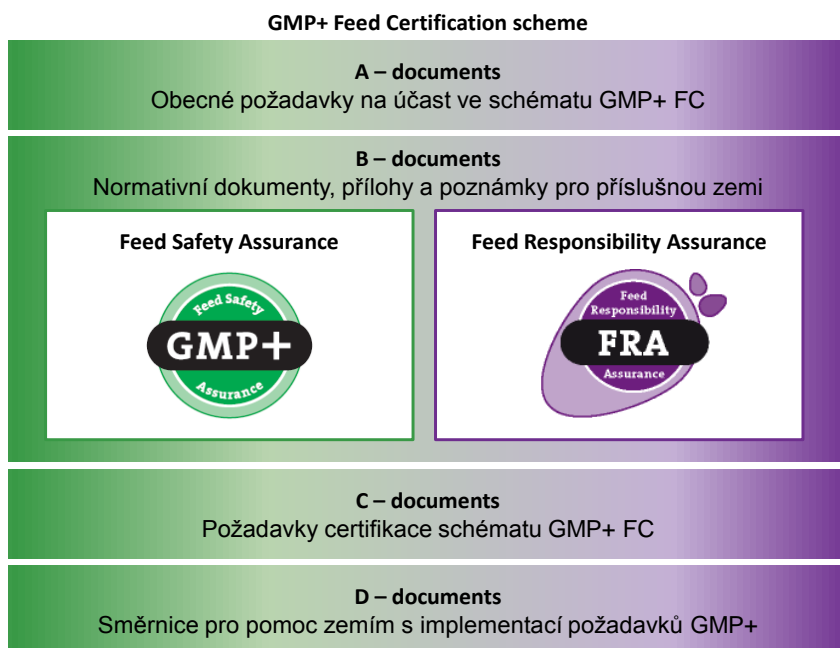 GMP+ Feed Certification scheme
A – documents
Obecné požadavky na účast ve schématu GMP+ FC
B – documents
Normativní dokumenty, přílohy a poznámky pro příslušnou zemi
Feed Safety Assurance
Feed Safety
GMP+
Assurance
Feed Responsibility Assurance
Feed
Responsibility
FRA
Assurance
C – documents
Požadavky certifikace schématu GMP+ FC
D – documents
Směrnice pro pomoc zemím s implementací požadavků GMP+